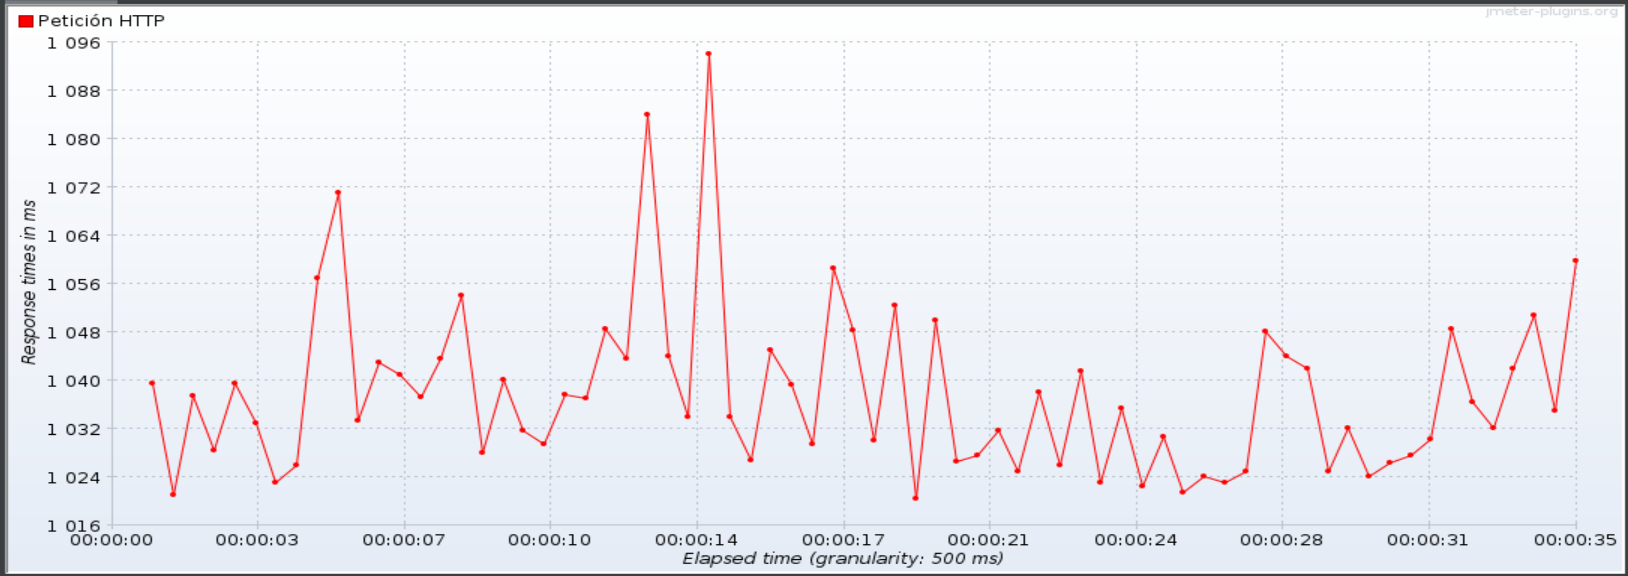 jmeter-plugins.org
Petición HTTP
1 096
1 088
1 080
1 072
1 064
1 056
1 048
1 040
1 032
1 024
1 016
Response times in ms
00:00:00 00:00:03 00:00:07 00:00:10 00:00:14 00:00:17 00:00:21 00:00:24 00:00:28 00:00:31 00:00:35
Elapsed time (granularity: 500 ms)